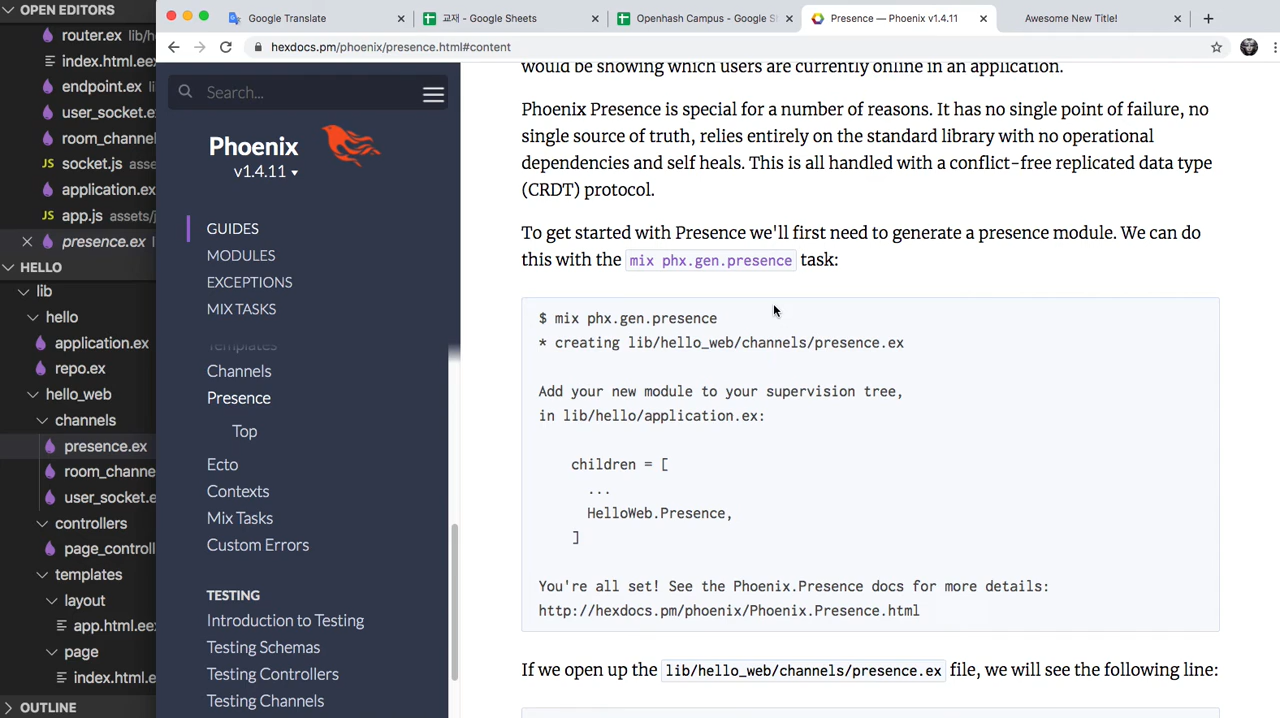 OPEN EDITORS
router.ex lib/h
index.html.ee
endpoint.ex
user_socket.e
room_channe
JS socket.js
application.ex
JS app.js assets/
presence.ex
HELLO
lib
hello
application.ex
repo.ex
hello_web
channels
presence.ex
room_channe
user_socket.e
controllers
page_controll
templates
layout
app.html.ee
page
index.html.e
OUTLINE
Google Translate
교재 - Google Sheets
Openhash Campus - Google S
Presence — Phoenix v1.4.11
Awesome New Title!
hexdocs.pm/phoenix/presence.html#content
Search...
Phoenix
v1.4.11
GUIDES
MODULES
EXCEPTIONS
MIX TASKS
Templates
Channels
Presence
Top
Ecto
Contexts
Mix Tasks
Custom Errors
TESTING
Introduction to Testing
Testing Schemas
Testing Controllers
Testing Channels
would be showing which users are currently online in an application.
Phoenix Presence is special for a number of reasons. It has no single point of failure, no
single source of truth, relies entirely on the standard library with no operational
dependencies and self heals. This is all handled with a conflict-free replicated data type
(CRDT) protocol.
To get started with Presence we'll first need to generate a presence module. We can do
this with the mix phx.gen.presence task:
$ mix phx.gen.presence
* creating lib/hello_web/channels/presence.ex
Add your new module to your supervision tree,
in lib/hello/application.ex:
children = [
...
HelloWeb.Presence,
]
You're all set! See the Phoenix.Presence docs for more details:
http://hexdocs.pm/phoenix/Phoenix.Presence.html
If we open up the lib/hello_web/channels/presence.ex file, we will see the following line: